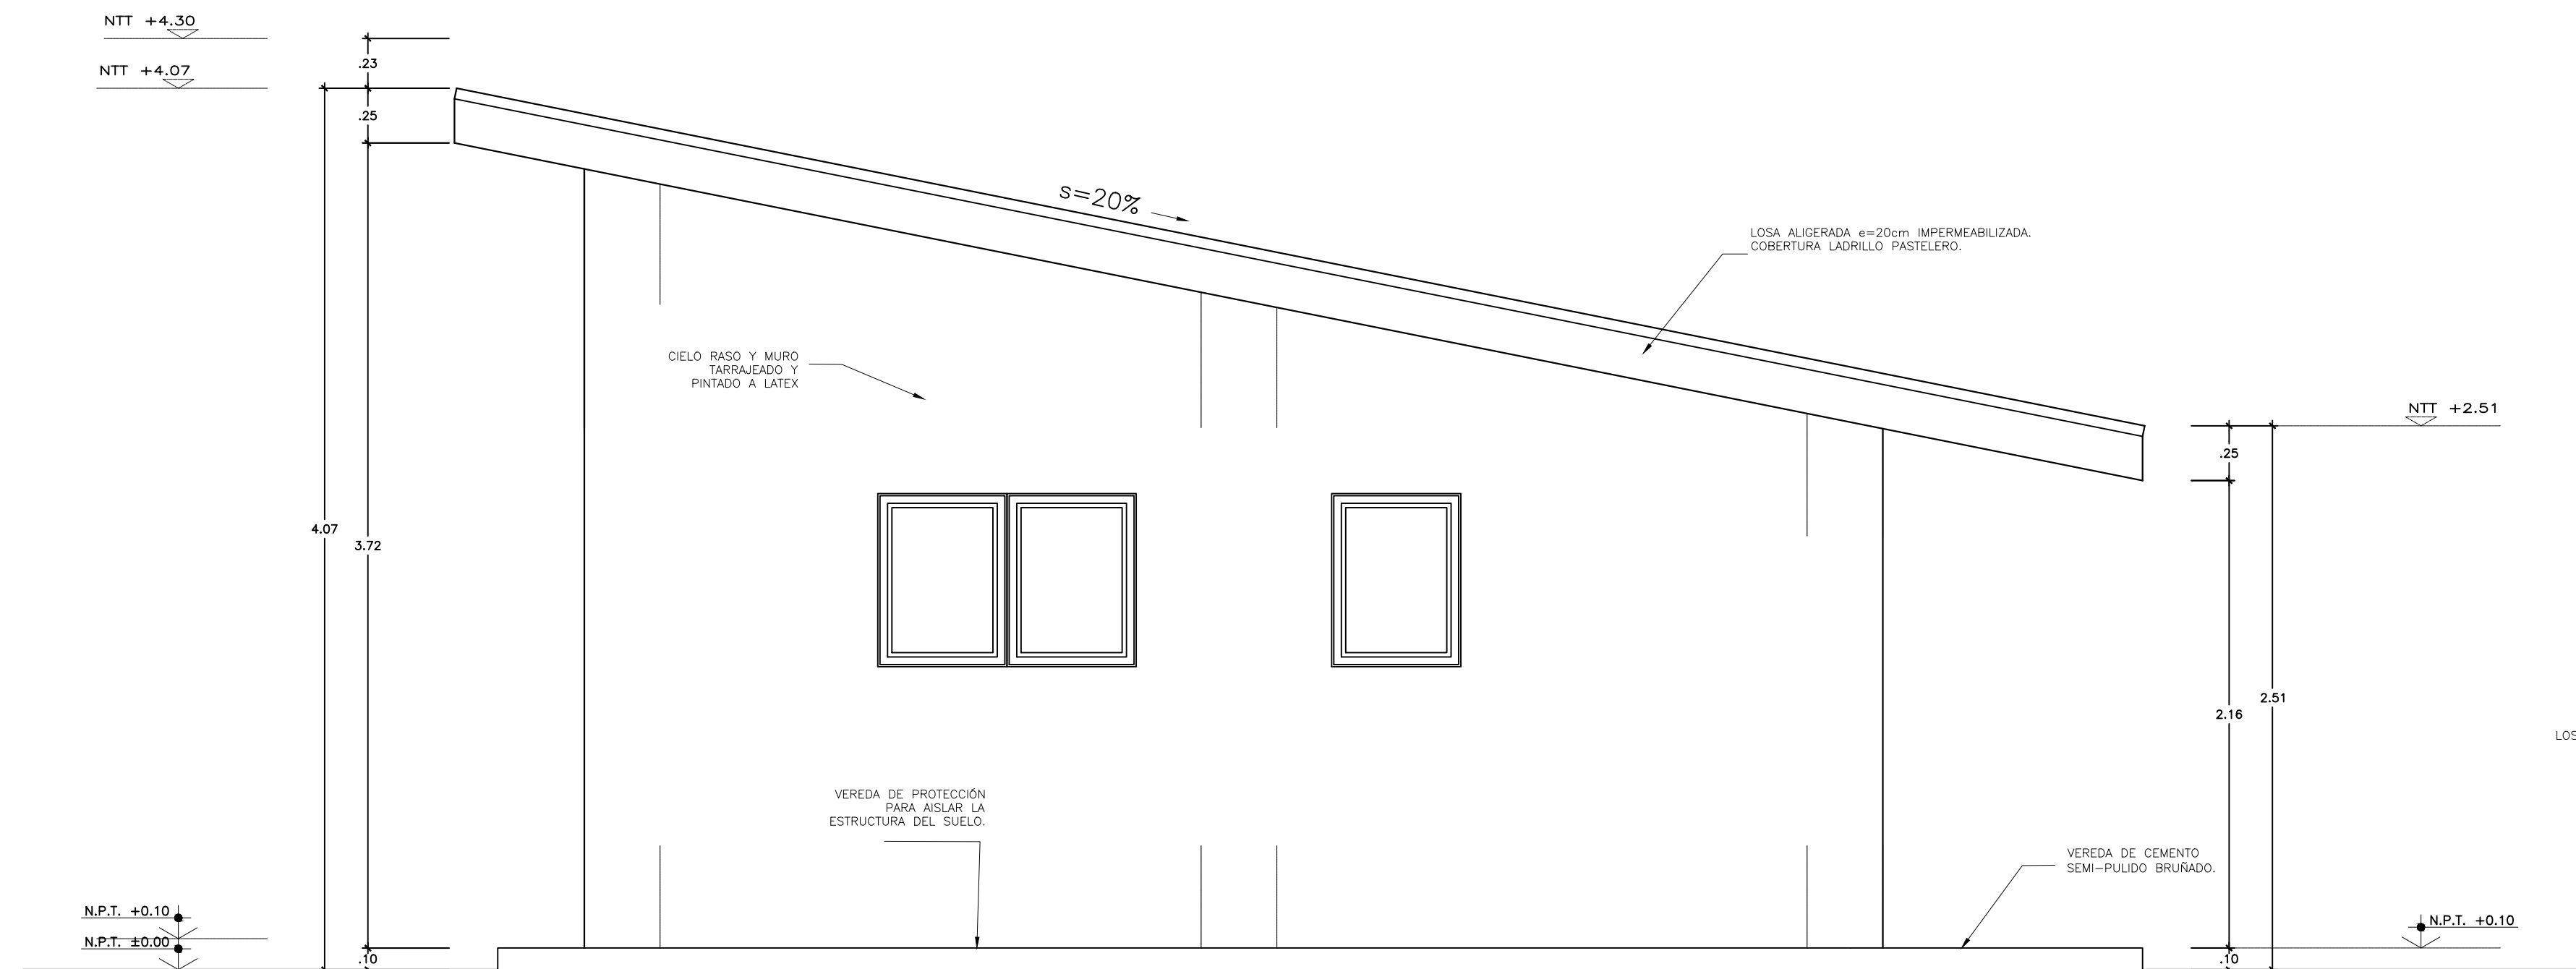 NTT +4.30
.23
NTT +4.07
.25
s=20%
LOSA ALIGERADA e=20cm IMPERMEABILIZADA.
COBERTURA LADRILLO PASTELERO.
CIELO RASO Y MURO
TARRAJEADO Y
PINTADO A LATEX
NTT +2.51
.25
4.07
3.72
2.51
2.16
LOS
VEREDA DE PROTECCIÓN
PARA AISLAR LA
ESTRUCTURA DEL SUELO.
VEREDA DE CEMENTO
SEMI-PULIDO BRUÑADO.
N.P.T. +0.10
N.P.T. +0.10
N.P.T. ±0.00
.10
.10